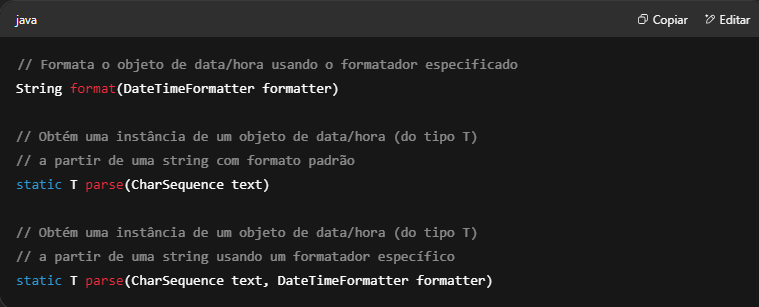 java
Copiar
Editar
// Formata o objeto de data/hora usando o formatador especificado
String format(DateTimeFormatter formatter)
// Obtém uma instância de um objeto de data/hora (do tipo T)
// a partir de uma string com formato padrão
static T parse(CharSequence text)
// Obtém uma instância de um objeto de data/hora (do tipo T)
// a partir de uma string usando um formatador específico
static T parse(CharSequence text, DateTimeFormatter formatter)